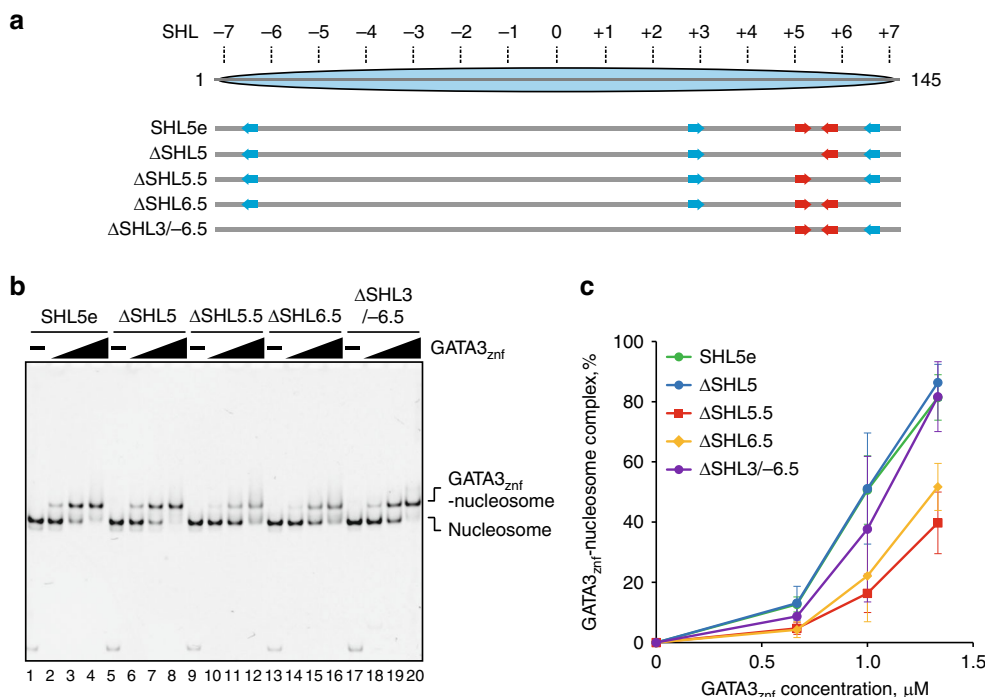 a
SHL −7 −6 −5 −4 −3 −2 −1 0 +1 +2 +3 +4 +5 +6 +7
1 145
SHL5e
ΔSHL5
ΔSHL5.5
ΔSHL6.5
ΔSHL3/−6.5
b
SHL5e ΔSHL5 ΔSHL5.5 ΔSHL6.5 ΔSHL3
/−6.5
GATA3znf
GATA3znf
-nucleosome
Nucleosome
1 2 3 4 5 6 7 8 9 10 11 12 13 14 15 16 17 18 19 20
c
GATA3znf-nucleosome complex, %
100
80
60
40
20
0
SHL5e
ΔSHL5
ΔSHL5.5
ΔSHL6.5
ΔSHL3/−6.5
0 0.5 1.0 1.5
GATA3znf concentration, μM